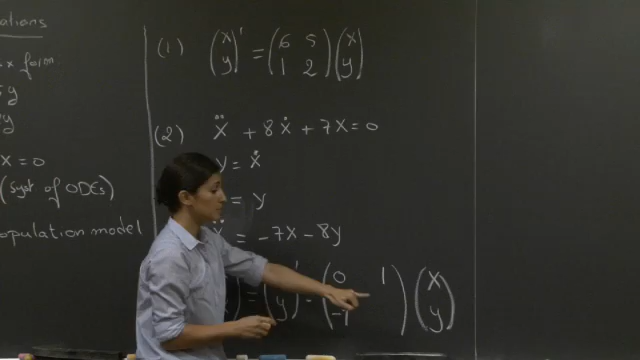 ations
x form
y
y
x = 0
(Syst of ODEs)
opulation model
(1) (x y)' = (6 5 1 2) (x y)
(2) ẍ + 8ẋ + 7x = 0
y = ẋ
= y
= -7x - 8y
= (y)' = (0 1 -7 ) (x y)